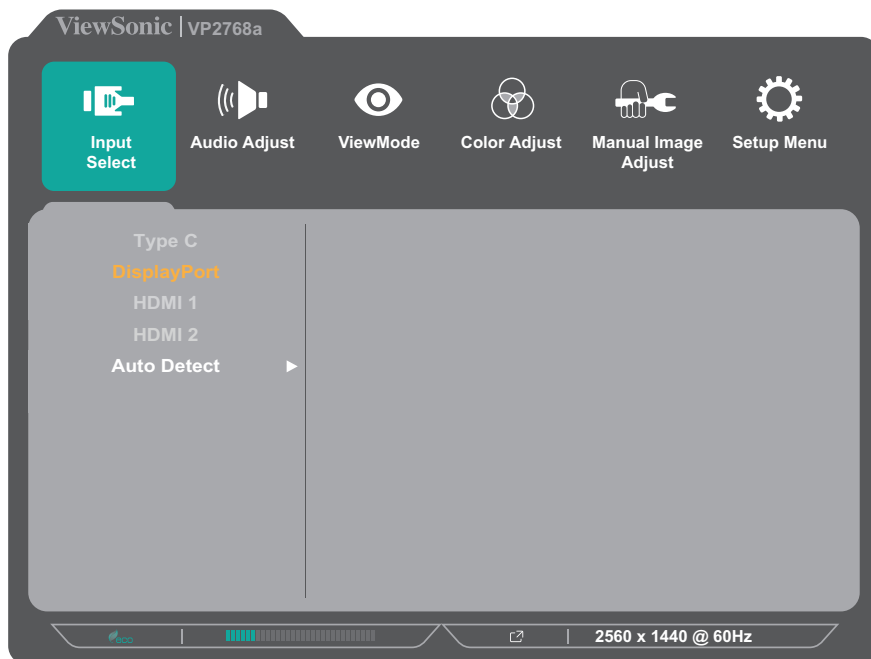 ViewSonic | VP2768a
Input
Select
Audio Adjust
ViewMode
Color Adjust
Manual Image
Adjust
Setup Menu
Type C
DisplayPort
HDMI 1
HDMI 2
Auto Detect
eco
2560 x 1440 @ 60Hz